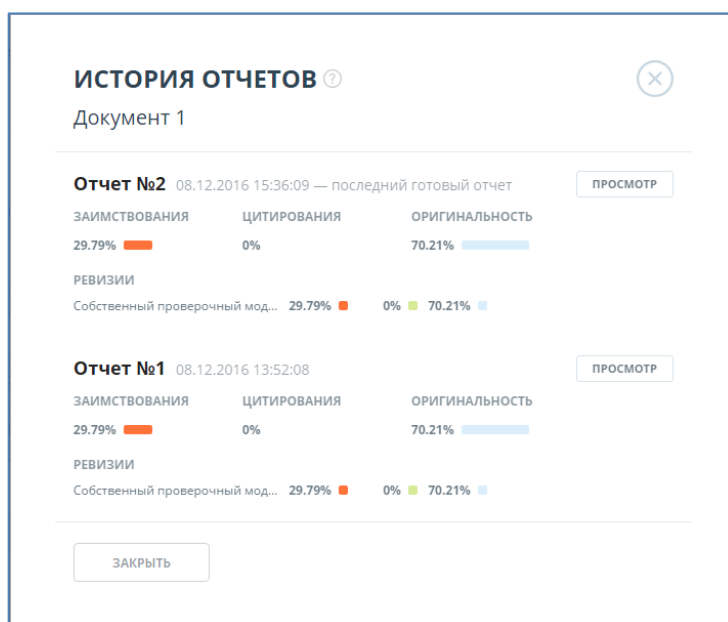 ИСТОРИЯ ОТЧЕТОВ ?
Документ 1
Отчет №2 08.12.2016 15:36:09 — последний готовый отчет ПРОСМОТР
ЗАИМСТВОВАНИЯ ЦИТИРОВАНИЯ ОРИГИНАЛЬНОСТЬ
29.79% 0% 70.21%
РЕВИЗИИ
Собственный проверочный мод... 29.79% 0% 70.21%
Отчет №1 08.12.2016 13:52:08 ПРОСМОТР
ЗАИМСТВОВАНИЯ ЦИТИРОВАНИЯ ОРИГИНАЛЬНОСТЬ
29.79% 0% 70.21%
РЕВИЗИИ
Собственный проверочный мод... 29.79% 0% 70.21%
ЗАКРЫТЬ